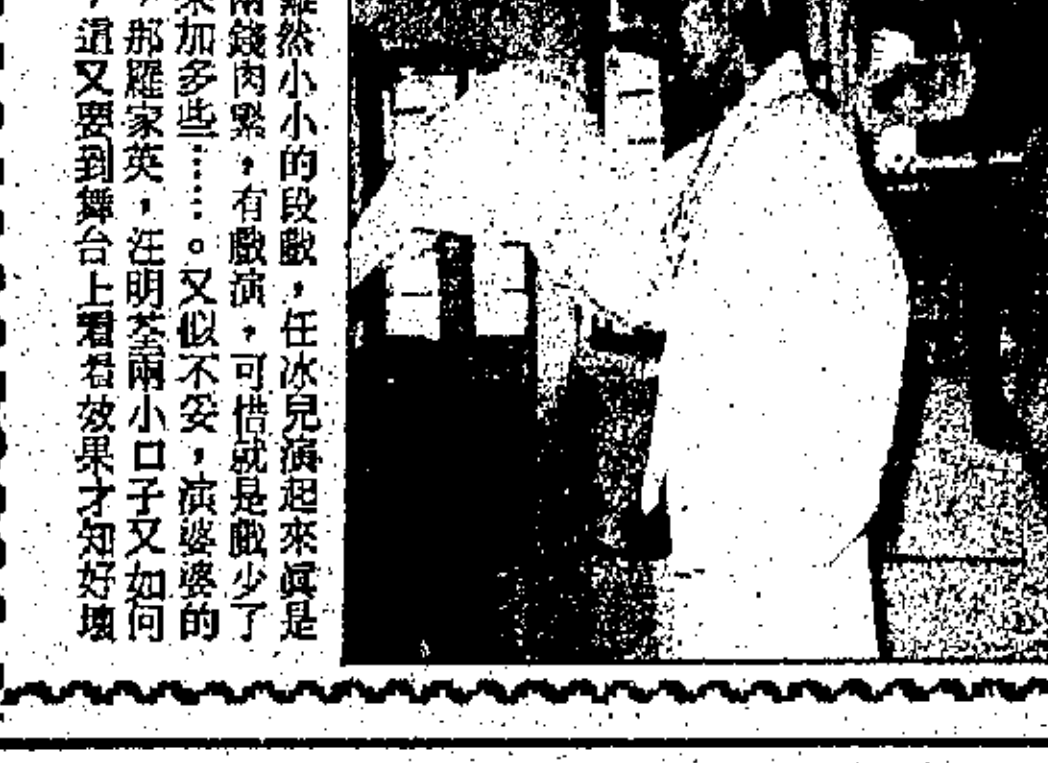 雖然小小的段戲，任冰兒演起來眞是
錢肉緊，有戲演，可惜就是戲少了
加多些……。又似不妥，演婆婆的
，那羅家英，汪明荃兩小口子又如何
，這又要到舞台上看看效果才知好壞